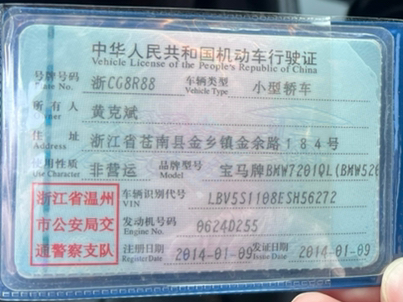 中华人民共和国机动车行驶证
Vehicle License of the People's Republic of China
号牌号码 Plate No. 浙CG8R88 车辆类型 Vehicle Type 小型轿车
所有人 Owner 黄克斌
住址 Address 浙江省苍南县金乡镇金余路184号
使用性质 Use Character 非营运 品牌型号 Model 宝马牌BMW7201QL(BMW520
浙江省温州市公安局交通警察支队
车辆识别代号 VIN LBV5S1108ESH56272
发动机号码 Engine No. 0624D255
注册日期 Register Date 2014-01-09 发证日期 Issue Date 2014-01-09